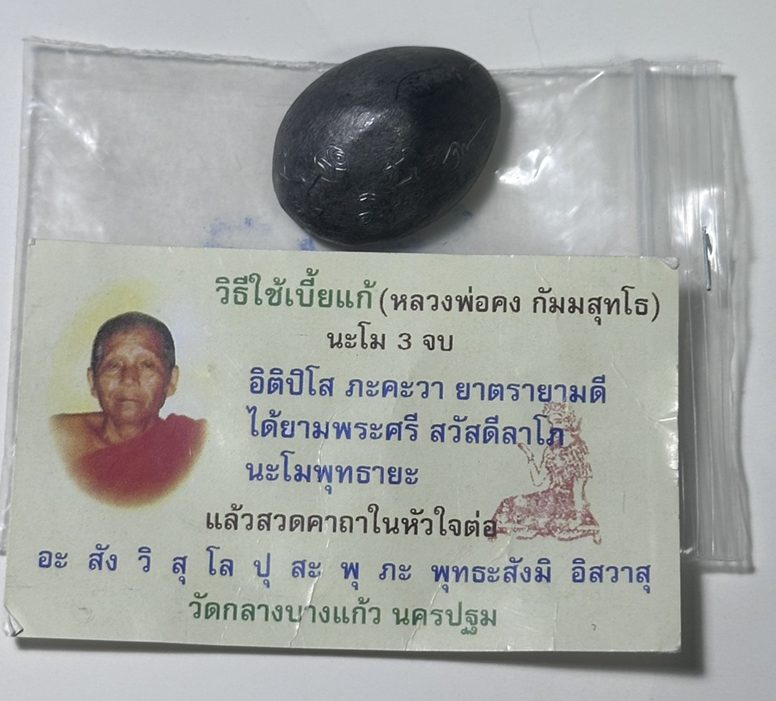 วิธีใช้เบี้ยแก้ (หลวงพ่อคง กัมมสุทโธ)
นะโม 3 จบ
อิติปิโส ภะคะวา ยาตรายามดี
ได้ยามพระศรี สวัสดีลาโภ
นะโมพุทธายะ
แล้วสวดคาถาในหัวใจต่อ
อะ สัง วิ สุ โล ปุ สะ พุ ภะ พุทธะสังมิ อิสวาสุ
วัดกลางบางแก้ว นครปฐม